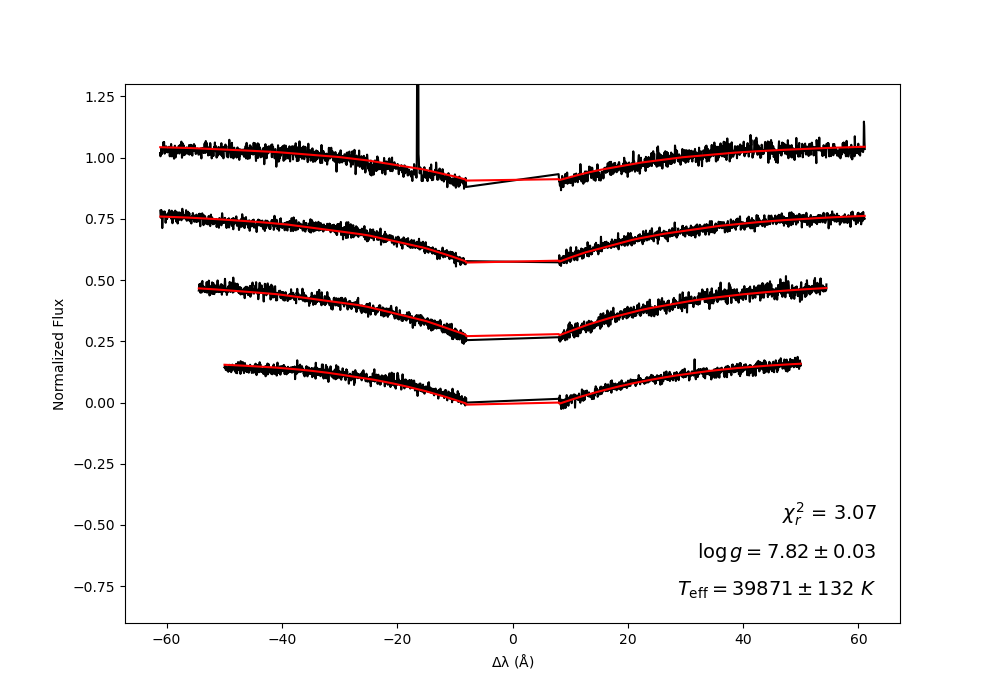 1.25
1.00
0.75
0.50
0.25
0.00
−0.25
−0.50
−0.75
Normalized Flux
χ²ᵣ = 3.07
log g = 7.82 ± 0.03
T_eff = 39871 ± 132 K
−60 −40 −20 0 20 40 60
Δλ (Å)